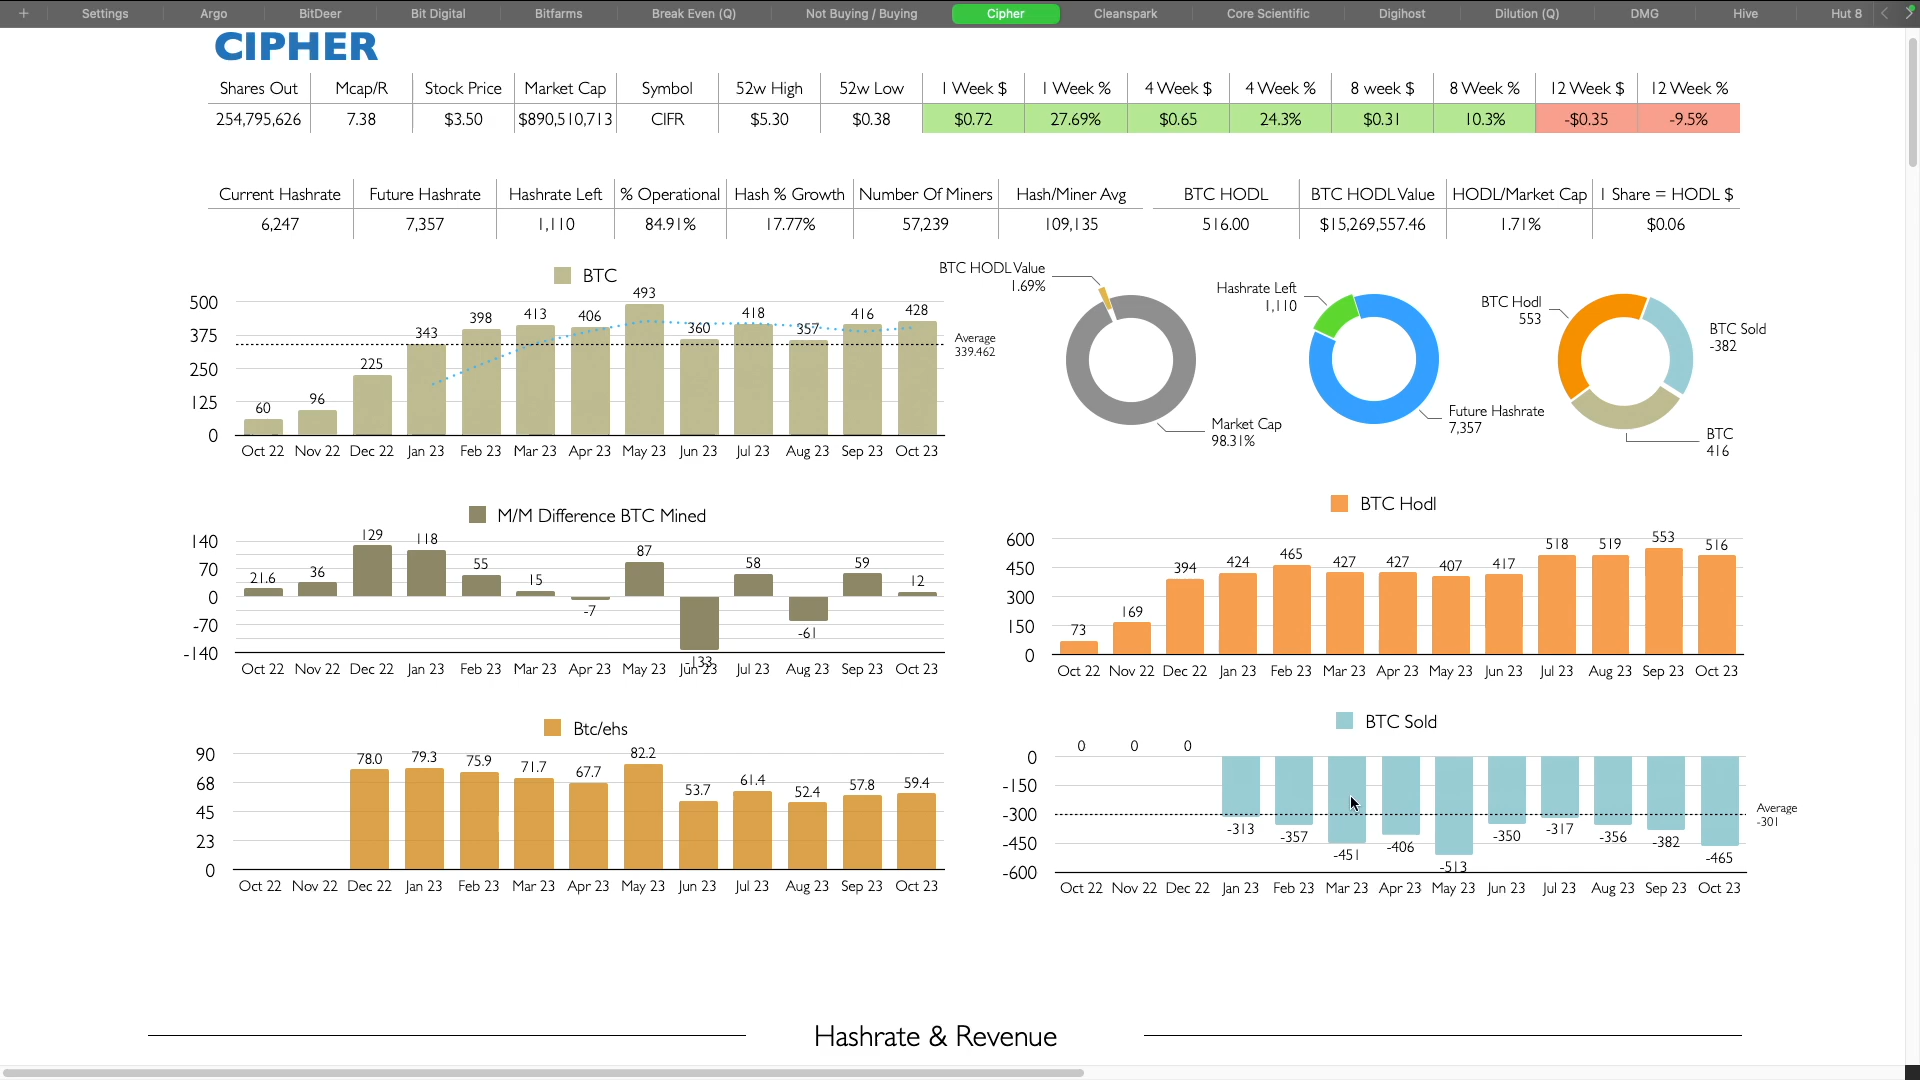 + Settings Argo BitDeer Bit Digital Bitfarms Break Even (Q) Not Buying / Buying Cipher Cleanspark Core Scientific Digihost Dilution (Q) DMG Hive Hut 8
CIPHER
Shares Out Mcap/R Stock Price Market Cap Symbol 52w High 52w Low 1 Week $ 1 Week % 4 Week $ 4 Week % 8 week $ 8 Week % 12 Week $ 12 Week %
254,795,626 7.38 $3.50 $890,510,713 CIFR $5.30 $0.38 $0.72 27.69% $0.65 24.3% $0.31 10.3% -$0.35 -9.5%
Current Hashrate Future Hashrate Hashrate Left % Operational Hash % Growth Number Of Miners Hash/Miner Avg BTC HODL BTC HODL Value HODL/Market Cap 1 Share = HODL $
6,247 7,357 1,110 84.91% 17.77% 57,239 109,135 516.00 $15,269,557.46 1.71% $0.06
BTC
500
375
250
125
0
60 96 225 343 398 413 406 493 360 418 357 416 428
Average
339.462
Oct 22 Nov 22 Dec 22 Jan 23 Feb 23 Mar 23 Apr 23 May 23 Jun 23 Jul 23 Aug 23 Sep 23 Oct 23
BTC HODL Value
1.69%
Market Cap
98.31%
Hashrate Left
1,110
Future Hashrate
7,357
BTC Hodl
553
BTC Sold
-382
BTC
416
M/M Difference BTC Mined
140
70
0
-70
-140
21.6 36 129 118 55 15 -7 87 -133 58 -61 59 12
Oct 22 Nov 22 Dec 22 Jan 23 Feb 23 Mar 23 Apr 23 May 23 Jun 23 Jul 23 Aug 23 Sep 23 Oct 23
BTC Hodl
600
450
300
150
0
73 169 394 424 465 427 427 407 417 518 519 553 516
Oct 22 Nov 22 Dec 22 Jan 23 Feb 23 Mar 23 Apr 23 May 23 Jun 23 Jul 23 Aug 23 Sep 23 Oct 23
Btc/ehs
90
68
45
23
0
78.0 79.3 75.9 71.7 67.7 82.2 53.7 61.4 52.4 57.8 59.4
Oct 22 Nov 22 Dec 22 Jan 23 Feb 23 Mar 23 Apr 23 May 23 Jun 23 Jul 23 Aug 23 Sep 23 Oct 23
BTC Sold
0
-150
-300
-450
-600
0 0 0 -313 -357 -451 -406 -513 -350 -317 -356 -382 -465
Average
-301
Oct 22 Nov 22 Dec 22 Jan 23 Feb 23 Mar 23 Apr 23 May 23 Jun 23 Jul 23 Aug 23 Sep 23 Oct 23
Hashrate & Revenue